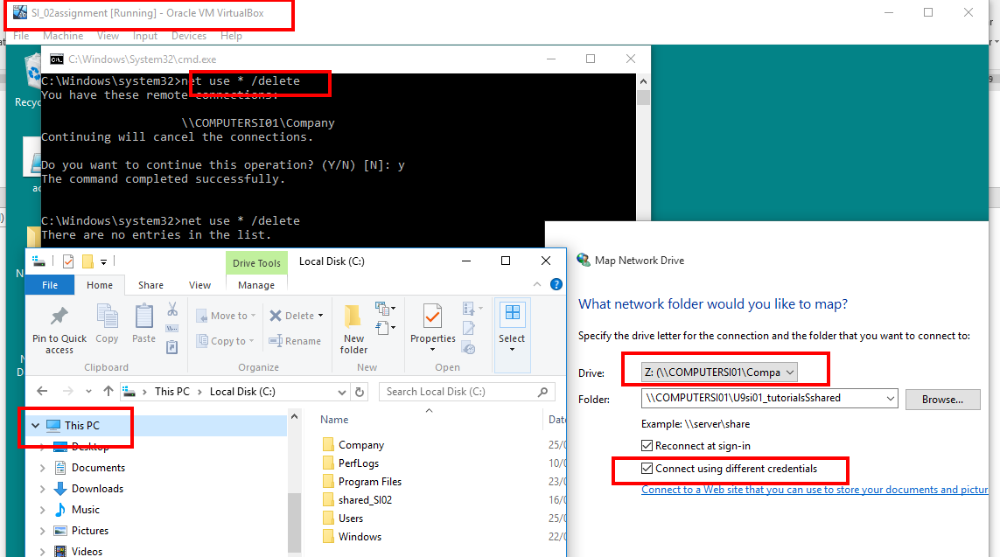 SI_02assignment [Running] - Oracle VM VirtualBox
File Machine View Input Devices Help
C:\Windows\System32\cmd.exe
C:\Windows\system32>net use * /delete
You have these remote connections:
\\COMPUTERSI01\Company
Continuing will cancel the connections.
Do you want to continue this operation? (Y/N) [N]: y
The command completed successfully.
C:\Windows\system32>net use * /delete
There are no entries in the list.
Recyc
ac
N
N
D
Drive Tools
Local Disk (C:)
File Home Share View Manage
Pin to Quick access
Copy
Paste
Clipboard
Move to
Copy to
Delete
Rename
Organize
New folder
New
Properties
Open
Select
This PC > Local Disk (C:)
Search Local Disk (C:)
This PC
Desktop
Documents
Downloads
Music
Pictures
Videos
Name Date
Company 25/0
PerfLogs 10/0
Program Files 23/0
shared_SI02 16/0
Users 25/0
Windows 22/0
Map Network Drive
What network folder would you like to map?
Specify the drive letter for the connection and the folder that you want to connect to:
Drive: Z: (\\COMPUTERSI01\Compa
Folder: \\COMPUTERSI01\U9si01_tutorialsSshared
Browse...
Example: \\server\share
Reconnect at sign-in
Connect using different credentials
Connect to a Web site that you can use to store your documents and pictur